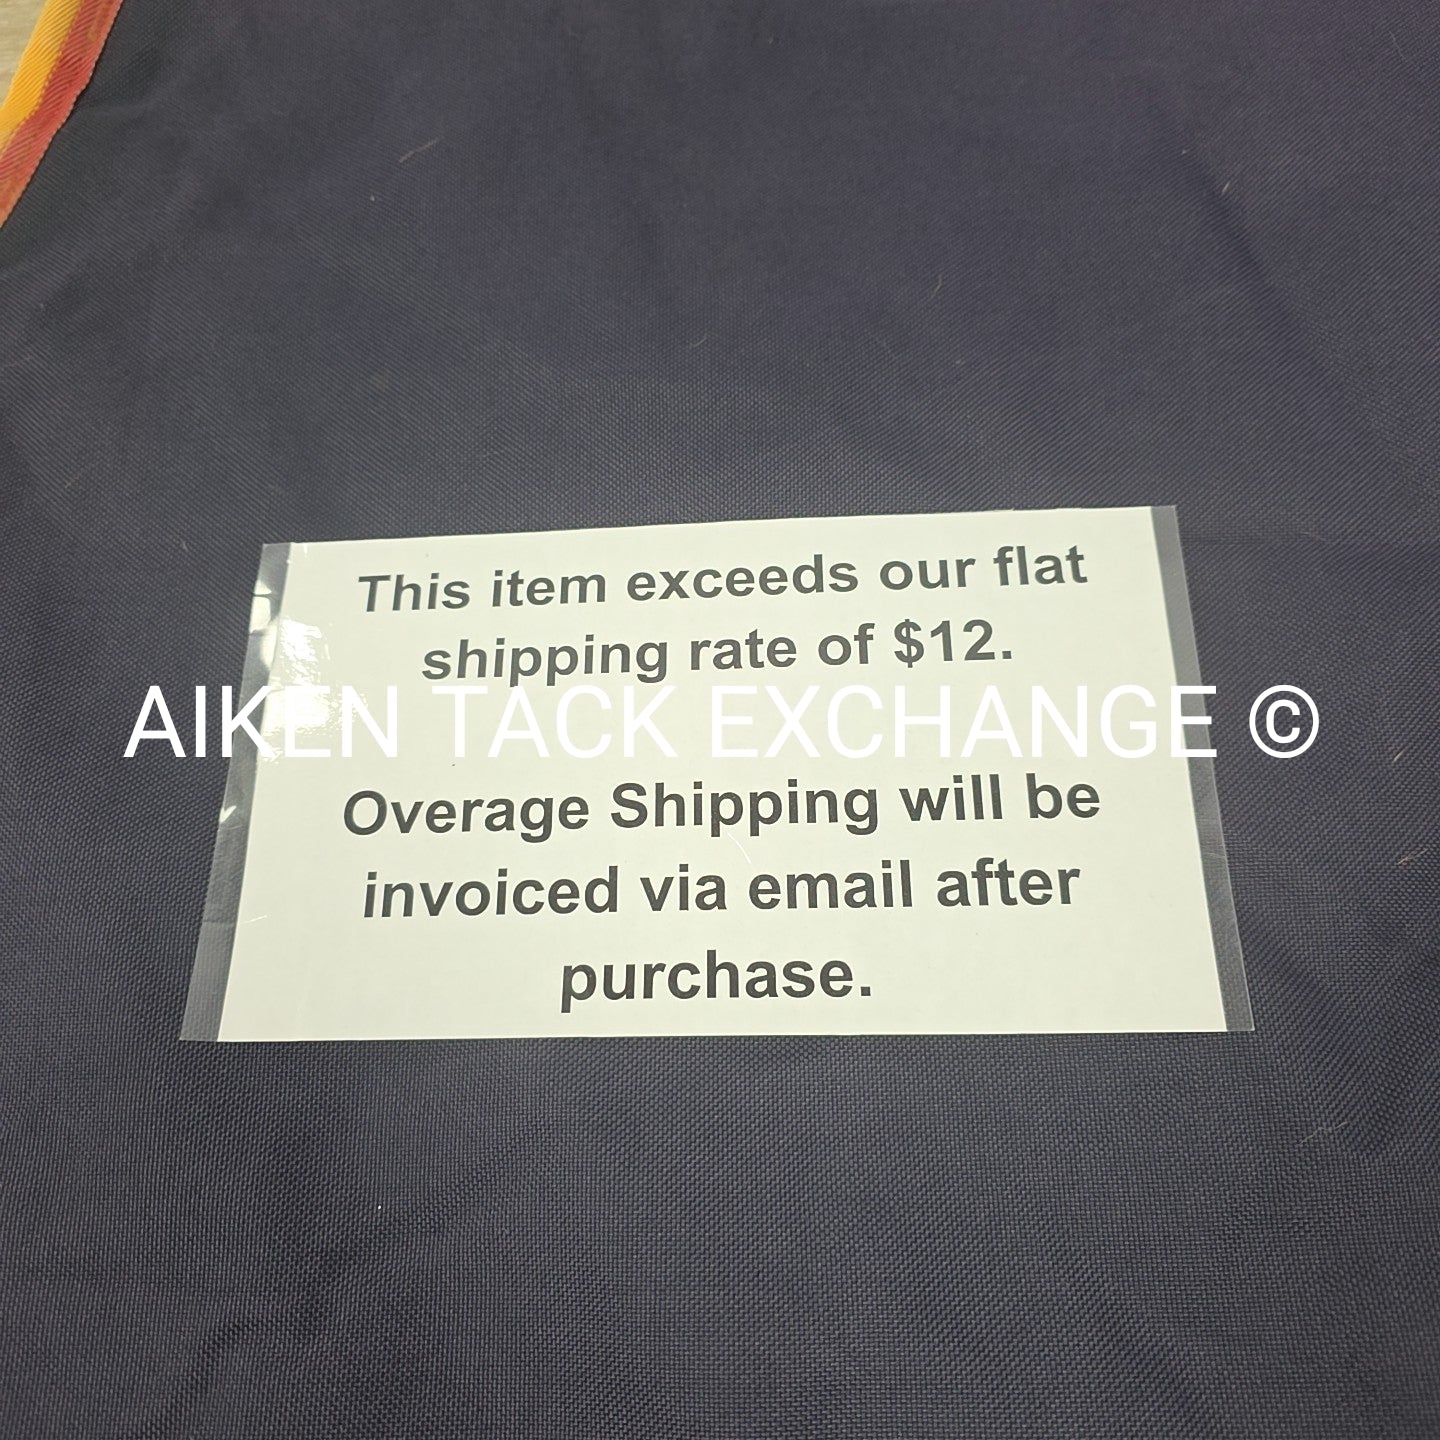 This item exceeds our flat
shipping rate of $12.
AIKEN TACK EXCHANGE ©
Overage Shipping will be
invoiced via email after
purchase.